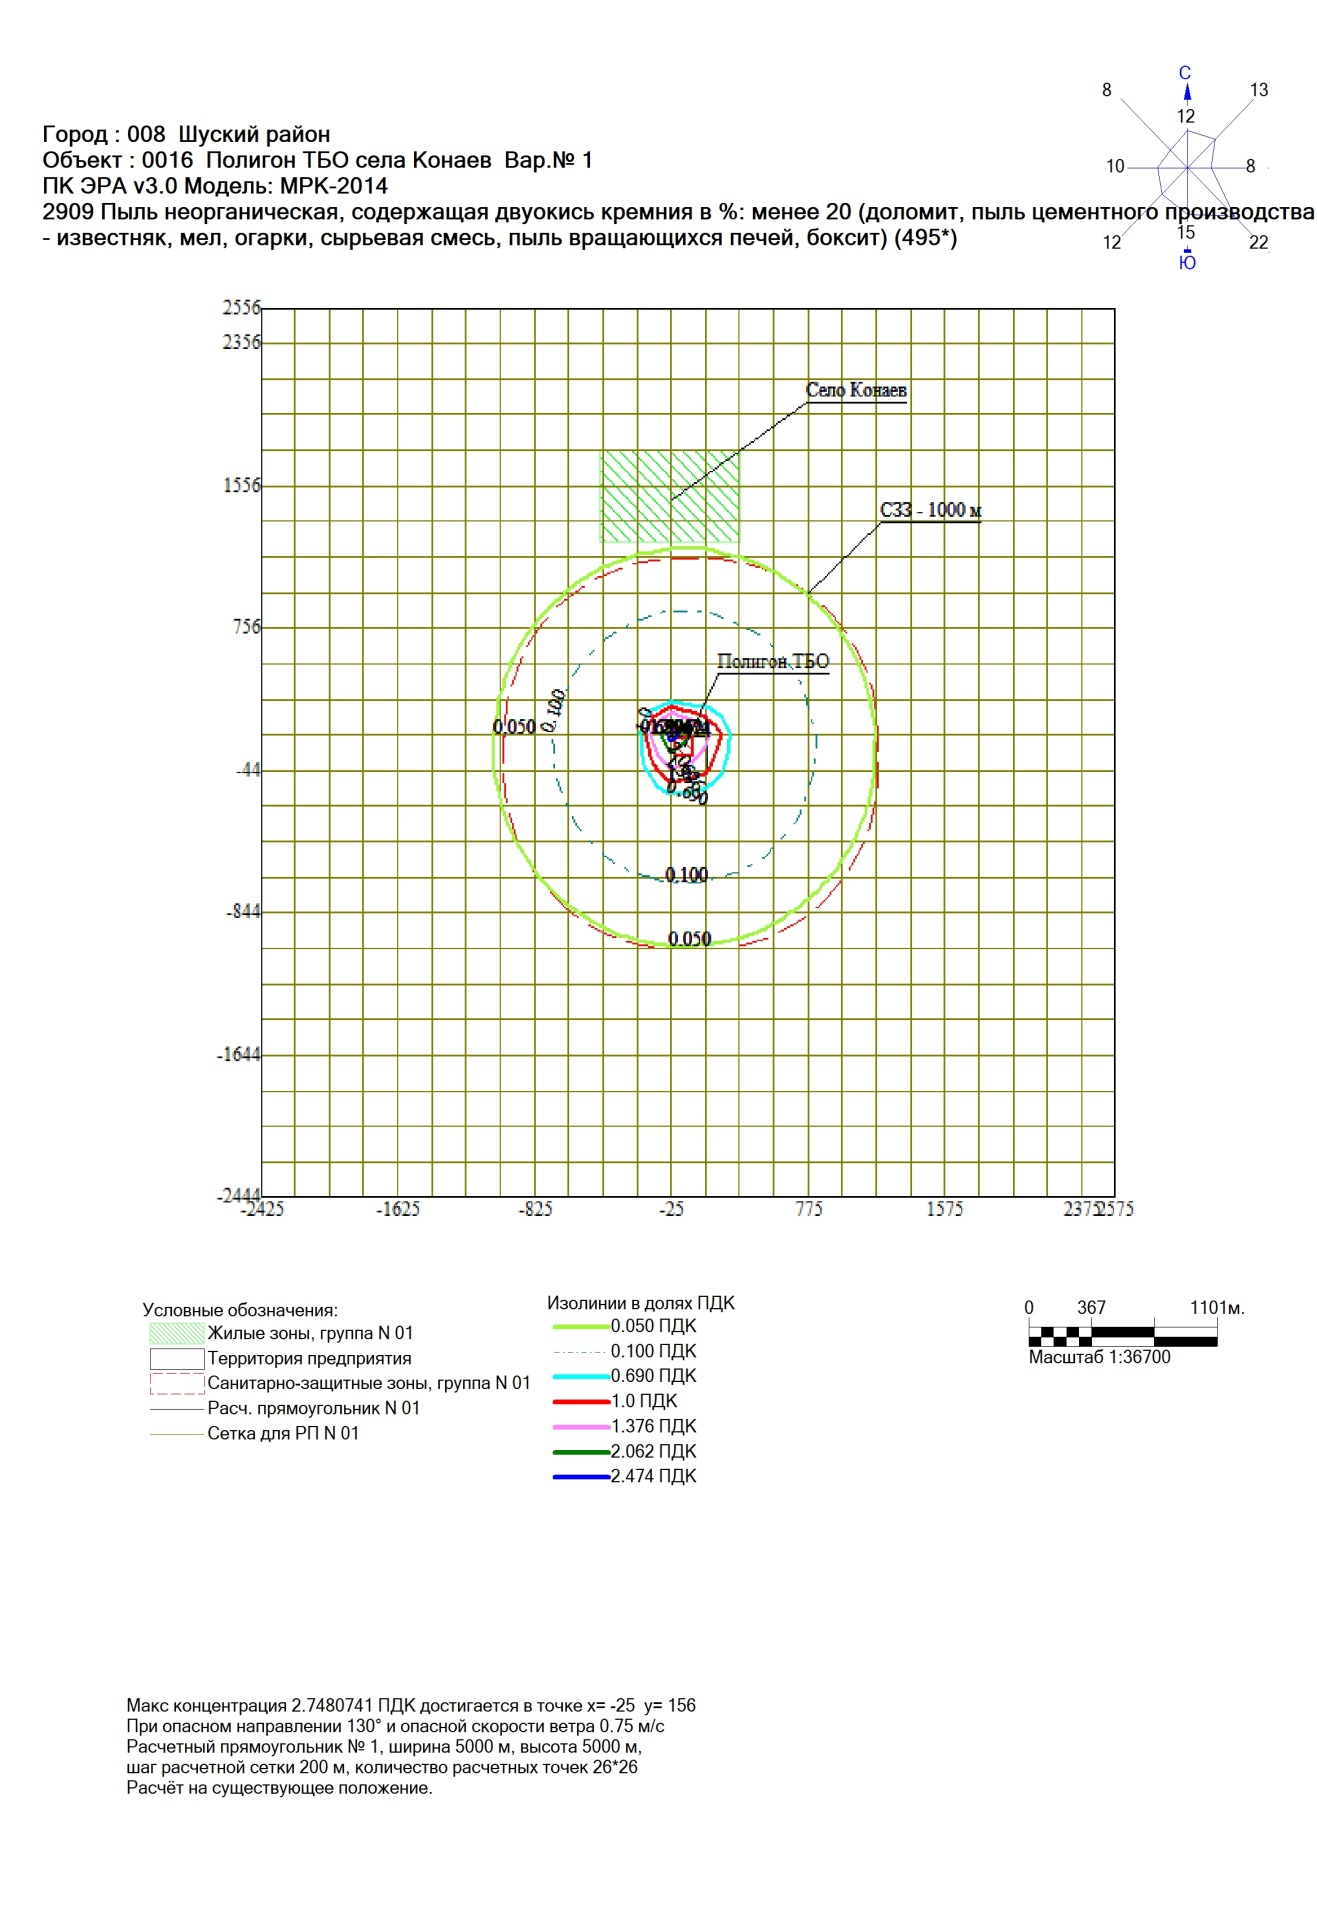 С
8
13
12
10
8
12
15
22
Ю
Город : 008 Шуский район
Объект : 0016 Полигон ТБО села Конаев Вар.№ 1
ПК ЭРА v3.0 Модель: МРК-2014
2909 Пыль неорганическая, содержащая двуокись кремния в %: менее 20 (доломит, пыль цементного производства
- известняк, мел, огарки, сырьевая смесь, пыль вращающихся печей, боксит) (495*)
2556
2356
Село Конаев
1556
СЗЗ - 1000 м
756
Полигон ТБО
0.100
0.050
-44
0.100
-844
0.050
-1644
-2444
-2425 -1625 -825 -25 775 1575 2375 2575
Условные обозначения:
Жилые зоны, группа N 01
Территория предприятия
Санитарно-защитные зоны, группа N 01
Расч. прямоугольник N 01
Сетка для РП N 01
Изолинии в долях ПДК
0.050 ПДК
0.100 ПДК
0.690 ПДК
1.0 ПДК
1.376 ПДК
2.062 ПДК
2.474 ПДК
0 367 1101м.
Масштаб 1:36700
Макс концентрация 2.7480741 ПДК достигается в точке x= -25 y= 156
При опасном направлении 130° и опасной скорости ветра 0.75 м/с
Расчетный прямоугольник № 1, ширина 5000 м, высота 5000 м,
шаг расчетной сетки 200 м, количество расчетных точек 26*26
Расчёт на существующее положение.